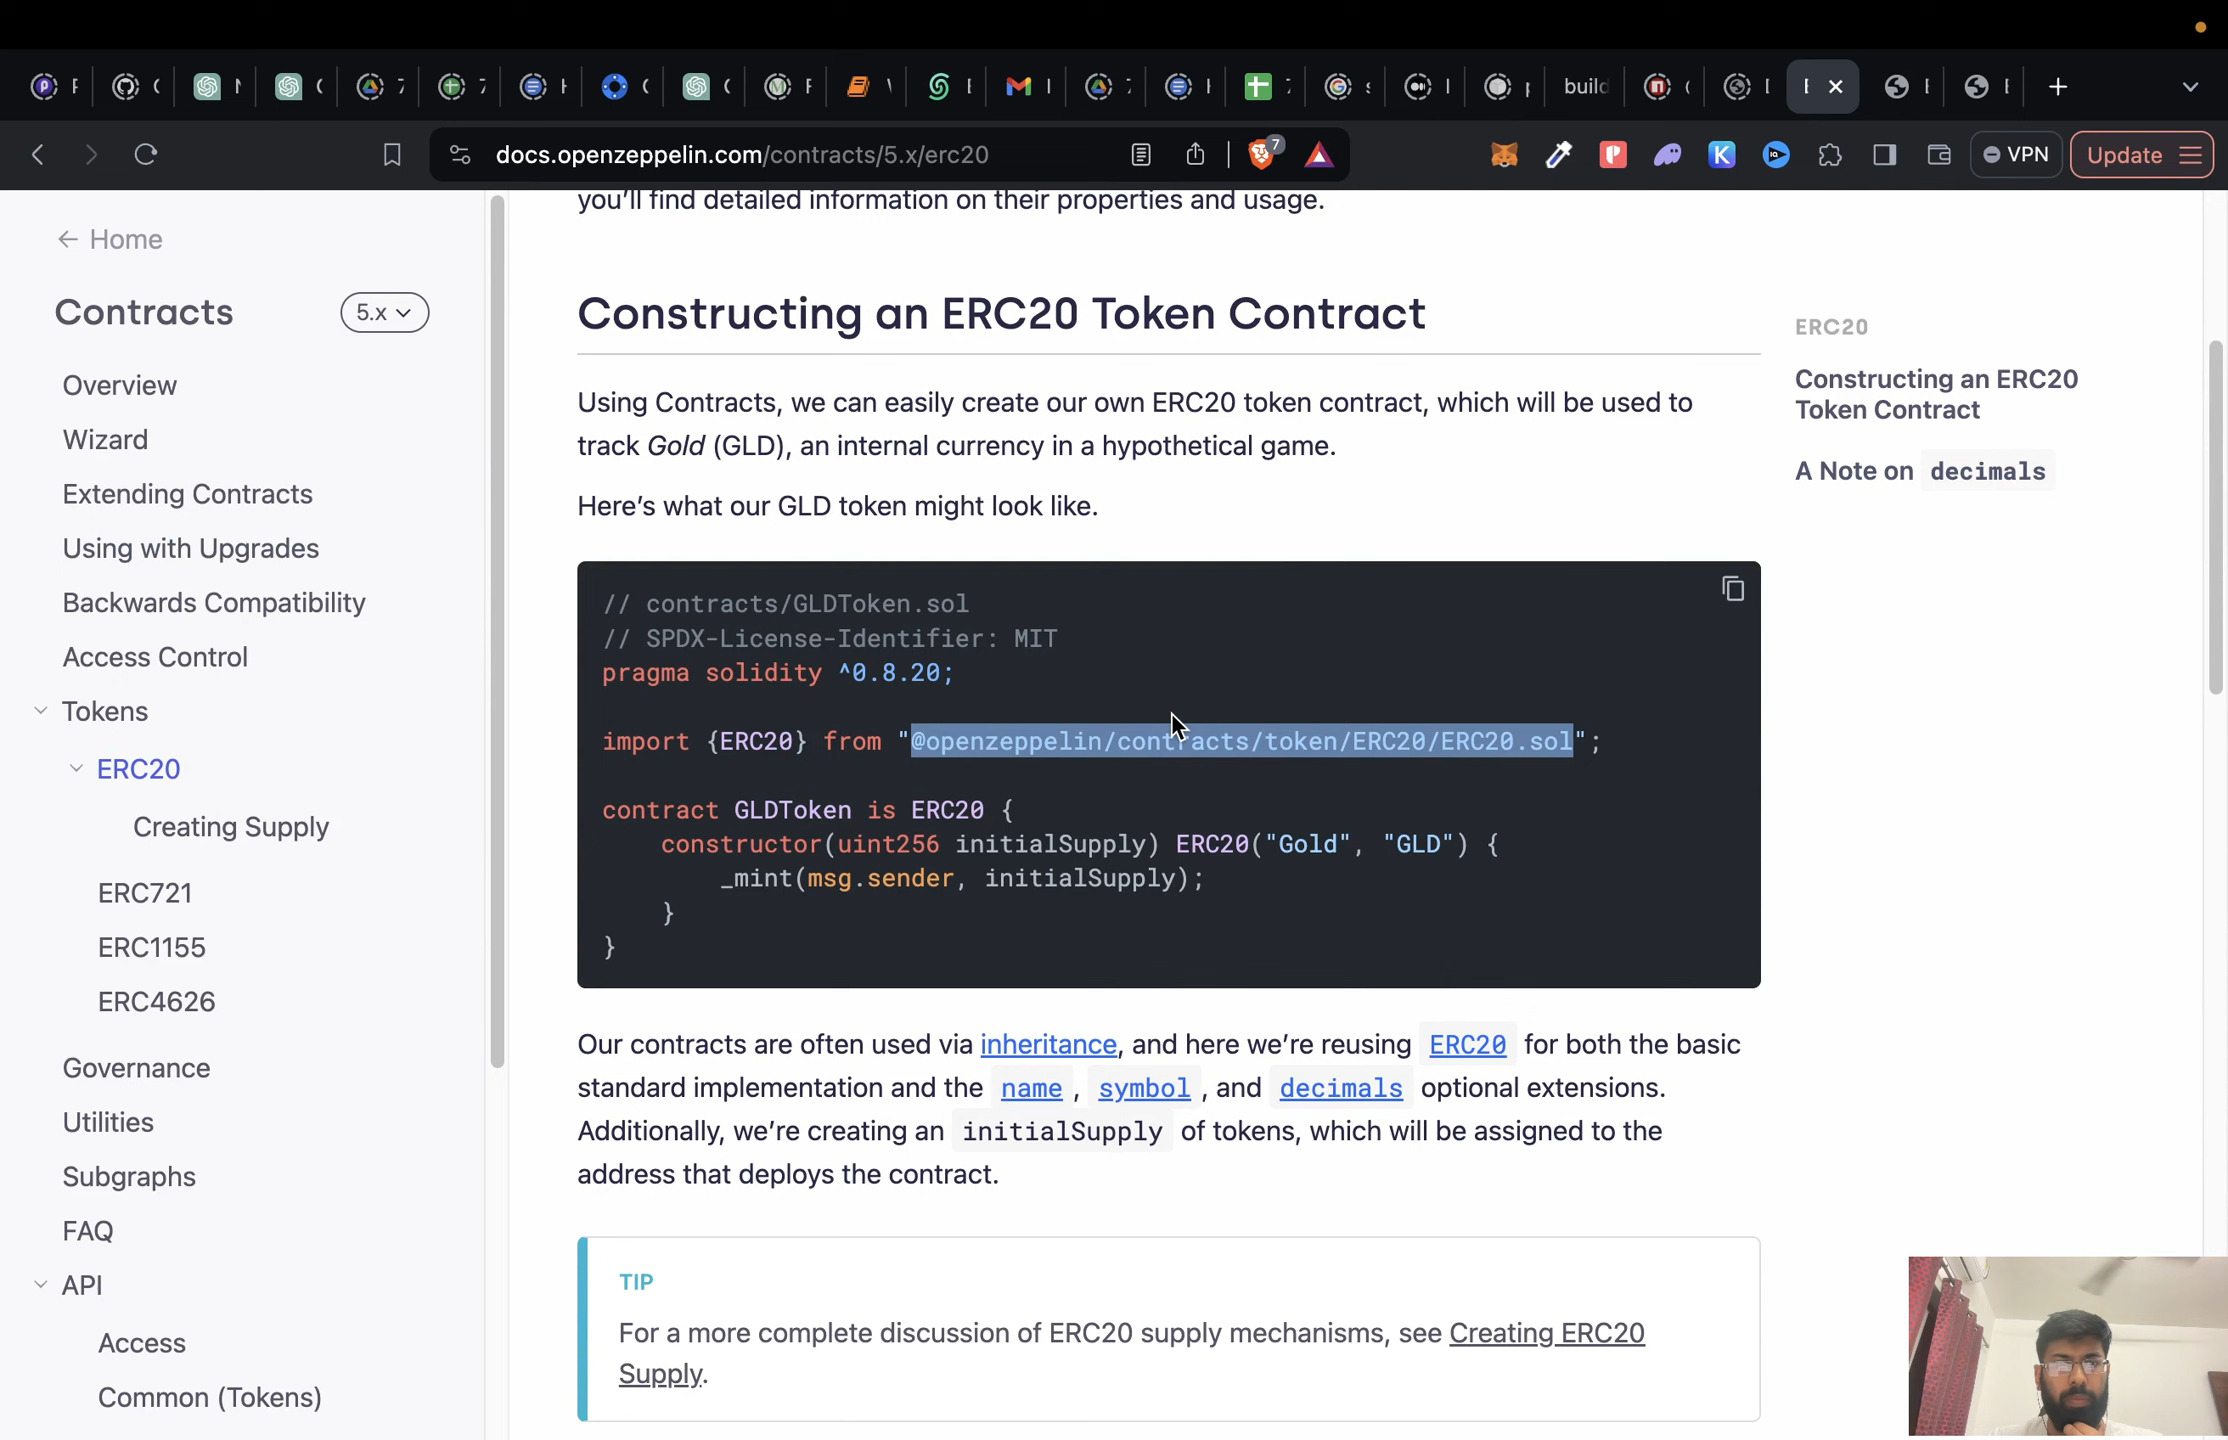 build
docs.openzeppelin.com/contracts/5.x/erc20
7
VPN
Update
← Home
Contracts
5.x
Overview
Wizard
Extending Contracts
Using with Upgrades
Backwards Compatibility
Access Control
Tokens
ERC20
Creating Supply
ERC721
ERC1155
ERC4626
Governance
Utilities
Subgraphs
FAQ
API
Access
Common (Tokens)
you’ll find detailed information on their properties and usage.
Constructing an ERC20 Token Contract
Using Contracts, we can easily create our own ERC20 token contract, which will be used to
track Gold (GLD), an internal currency in a hypothetical game.
Here’s what our GLD token might look like.
// contracts/GLDToken.sol
// SPDX-License-Identifier: MIT
pragma solidity ^0.8.20;
import {ERC20} from "@openzeppelin/contracts/token/ERC20/ERC20.sol";
contract GLDToken is ERC20 {
constructor(uint256 initialSupply) ERC20("Gold", "GLD") {
_mint(msg.sender, initialSupply);
}
}
Our contracts are often used via inheritance, and here we’re reusing ERC20 for both the basic
standard implementation and the name , symbol , and decimals optional extensions.
Additionally, we’re creating an initialSupply of tokens, which will be assigned to the
address that deploys the contract.
TIP
For a more complete discussion of ERC20 supply mechanisms, see Creating ERC20
Supply.
ERC20
Constructing an ERC20
Token Contract
A Note on decimals